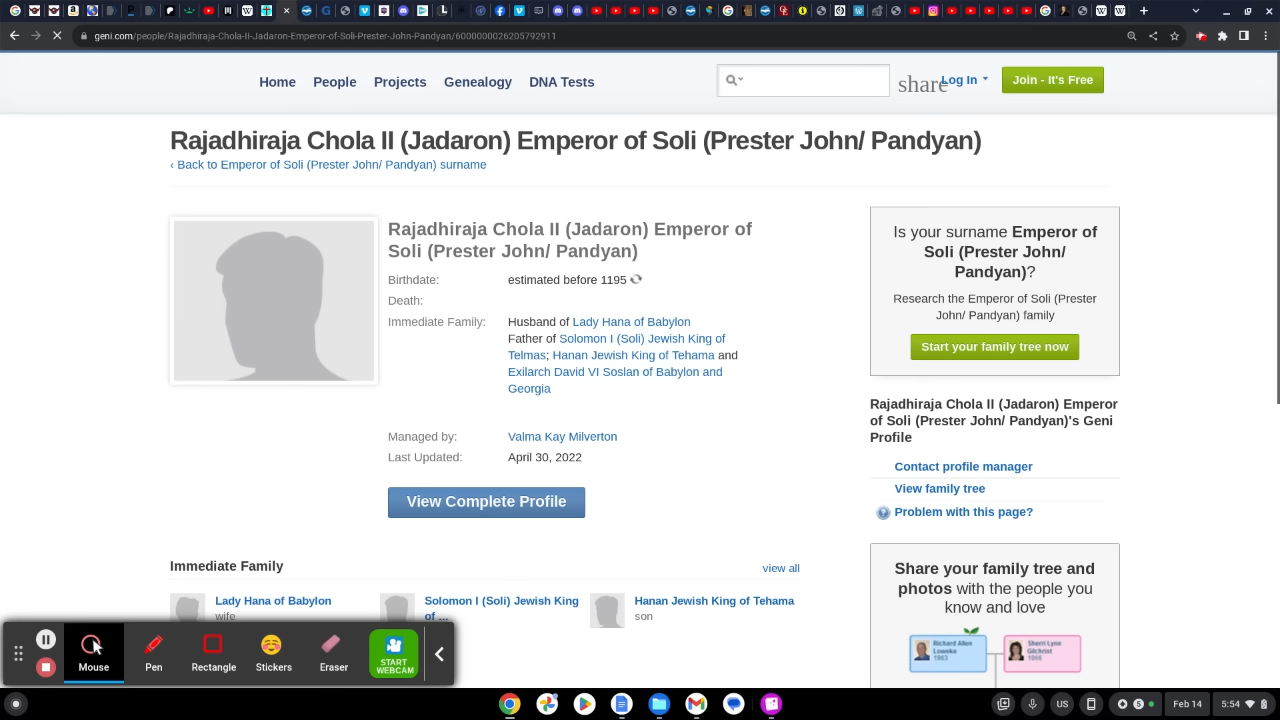 geni.com/people/Rajadhiraja-Chola-II-Jadaron-Emperor-of-Soli-Prester-John-Pandyan/6000000026205792911
Home People Projects Genealogy DNA Tests
share
Log In
Join - It's Free
Rajadhiraja Chola II (Jadaron) Emperor of Soli (Prester John/ Pandyan)
‹ Back to Emperor of Soli (Prester John/ Pandyan) surname
Rajadhiraja Chola II (Jadaron) Emperor of
Soli (Prester John/ Pandyan)
Birthdate: estimated before 1195
Death:
Immediate Family: Husband of Lady Hana of Babylon
Father of Solomon I (Soli) Jewish King of
Telmas; Hanan Jewish King of Tehama and
Exilarch David VI Soslan of Babylon and
Georgia
Managed by: Valma Kay Milverton
Last Updated: April 30, 2022
View Complete Profile
Immediate Family view all
Lady Hana of Babylon
wife
Solomon I (Soli) Jewish King
of ...
Hanan Jewish King of Tehama
son
Is your surname Emperor of
Soli (Prester John/
Pandyan)?
Research the Emperor of Soli (Prester
John/ Pandyan) family
Start your family tree now
Rajadhiraja Chola II (Jadaron) Emperor
of Soli (Prester John/ Pandyan)'s Geni
Profile
Contact profile manager
View family tree
? Problem with this page?
Share your family tree and
photos with the people you
know and love
Richard Allen
Loweke
1963
Sherri Lynn
Gilchrist
1966
Mouse Pen Rectangle Stickers Eraser
START
WEBCAM
US
5
Feb 14
5:54